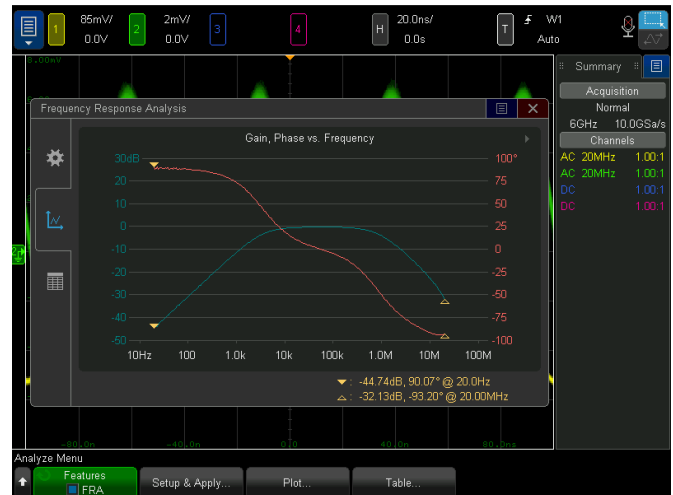 1 85mV/ 2 2mV/ 3 4 H 20.0ns/ T W1
0.0V 0.0V 0.0s Auto
8.00mV
Summary
Acquisition
Normal
6GHz 10.0GSa/s
Channels
AC 20MHz 1.00:1
AC 20MHz 1.00:1
DC 1.00:1
DC 1.00:1
Frequency Response Analysis
Gain, Phase vs. Frequency
30dB 100°
20 75
10 50
0 25
-10 0
-20 -25
-30 -50
-40 -75
-50 -100
10Hz 100 1.0k 10k 100k 1.0M 10M 100M
: -44.74dB, 90.07° @ 20.0Hz
: -32.13dB, -93.20° @ 20.00MHz
-80.0n -40.0n 0.0 40.0n 80.0ns
Analyze Menu
Features
FRA
Setup & Apply...
Plot...
Table...